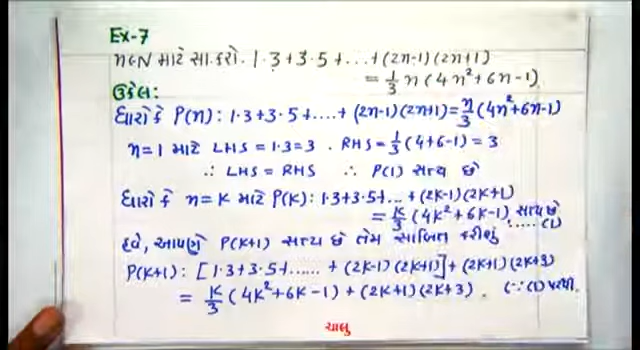 Ex-7
n∈N માટે સા.કરો. 1·3+3·5+...+(2n-1)(2n+1)
= 1/3 n (4n²+6n-1)
ઉકેલ:
ધારોકે P(n): 1·3+3·5+....+(2n-1)(2n+1)=n/3(4n²+6n-1)
n=1 માટે LHS=1·3=3 . RHS=1/3(4+6-1)=3
∴ LHS=RHS ∴ P(1) સત્ય છે
ધારો કે n=K માટે P(K): 1·3+3·5+...+(2K-1)(2K+1)
= K/3 (4K²+6K-1) સત્ય છે
.....(1)
હવે, આપણે P(K+1) સત્ય છે તેમ સાબિત કરીશું
P(K+1): [1·3+3·5+......+(2K-1)(2K+1)]+(2K+1)(2K+3)
= K/3 (4K²+6K-1)+(2K+1)(2K+3). (∵(1) પરથી)
ચાલુ